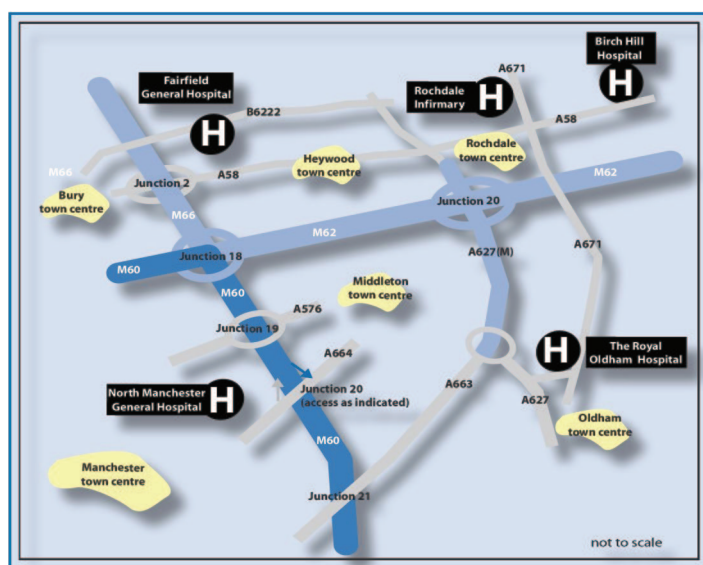 Birch Hill
Hospital
Fairfield
General Hospital
Rochdale
Infirmary
A671
H
H
H
B6222
A58
Rochdale
town centre
Heywood
town centre
A58
M66
Junction 2
M62
Bury
town centre
M66
Junction 20
M62
A627(M)
A671
Junction 18
M60
M60
Middleton
town centre
A576
Junction 19
A664
The Royal
Oldham Hospital
H
North Manchester
General Hospital
H
Junction 20
(access as indicated)
A663
A627
Oldham
town centre
M60
Manchester
town centre
Junction 21
not to scale